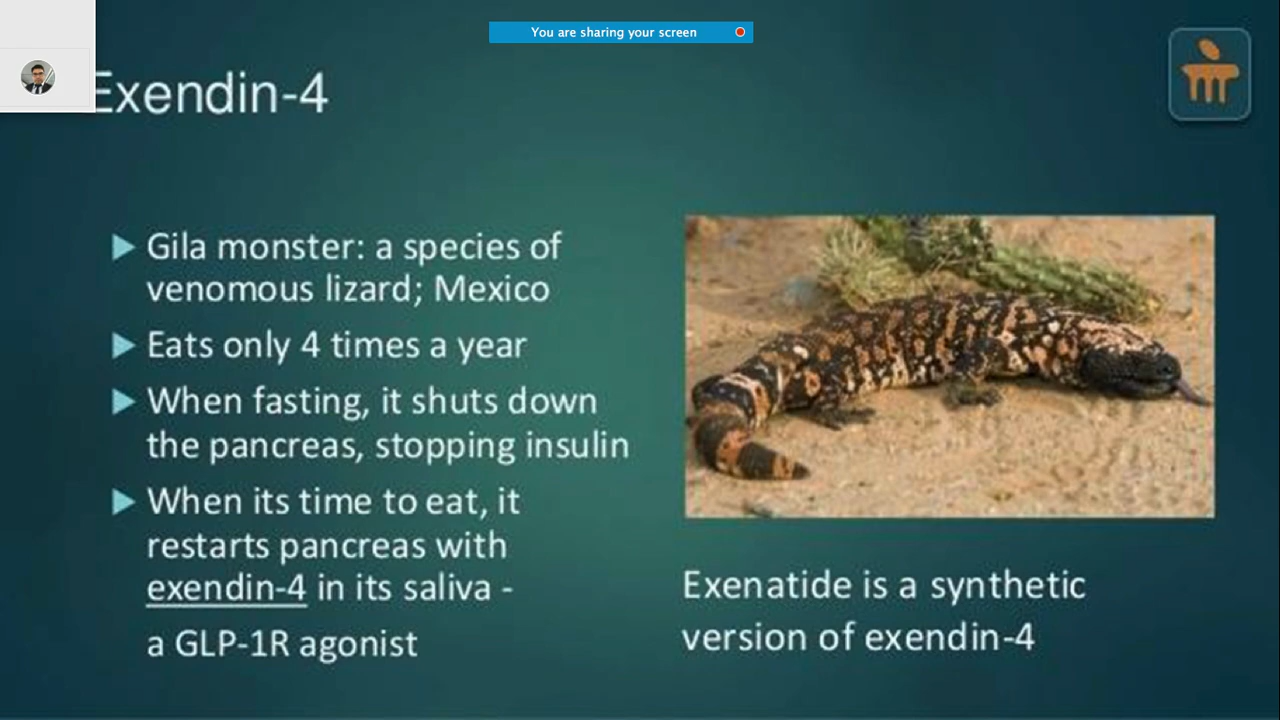 You are sharing your screen
Exendin-4
Gila monster: a species of
venomous lizard; Mexico
Eats only 4 times a year
When fasting, it shuts down
the pancreas, stopping insulin
When its time to eat, it
restarts pancreas with
exendin-4 in its saliva -
a GLP-1R agonist
Exenatide is a synthetic
version of exendin-4